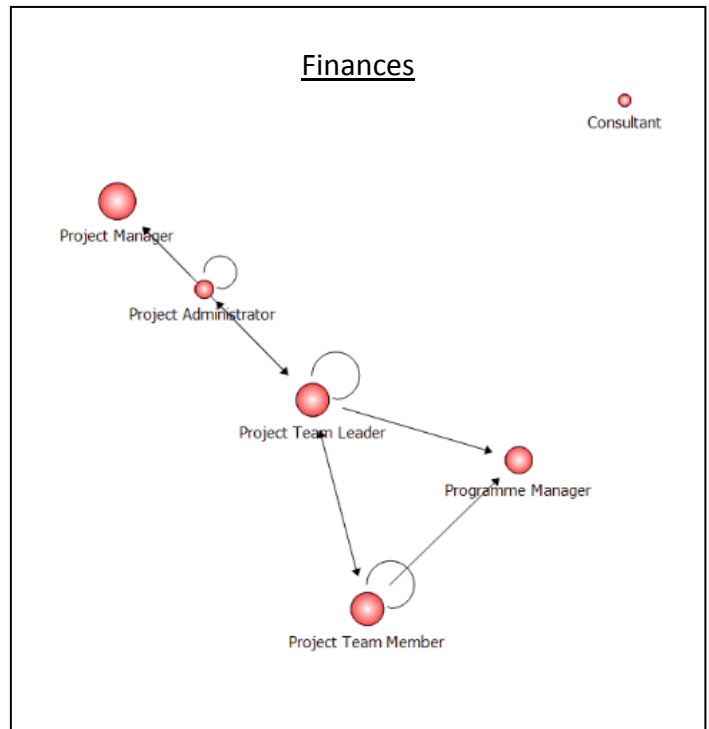 Finances
Consultant
Project Manager
Project Administrator
Project Team Leader
Programme Manager
Project Team Member